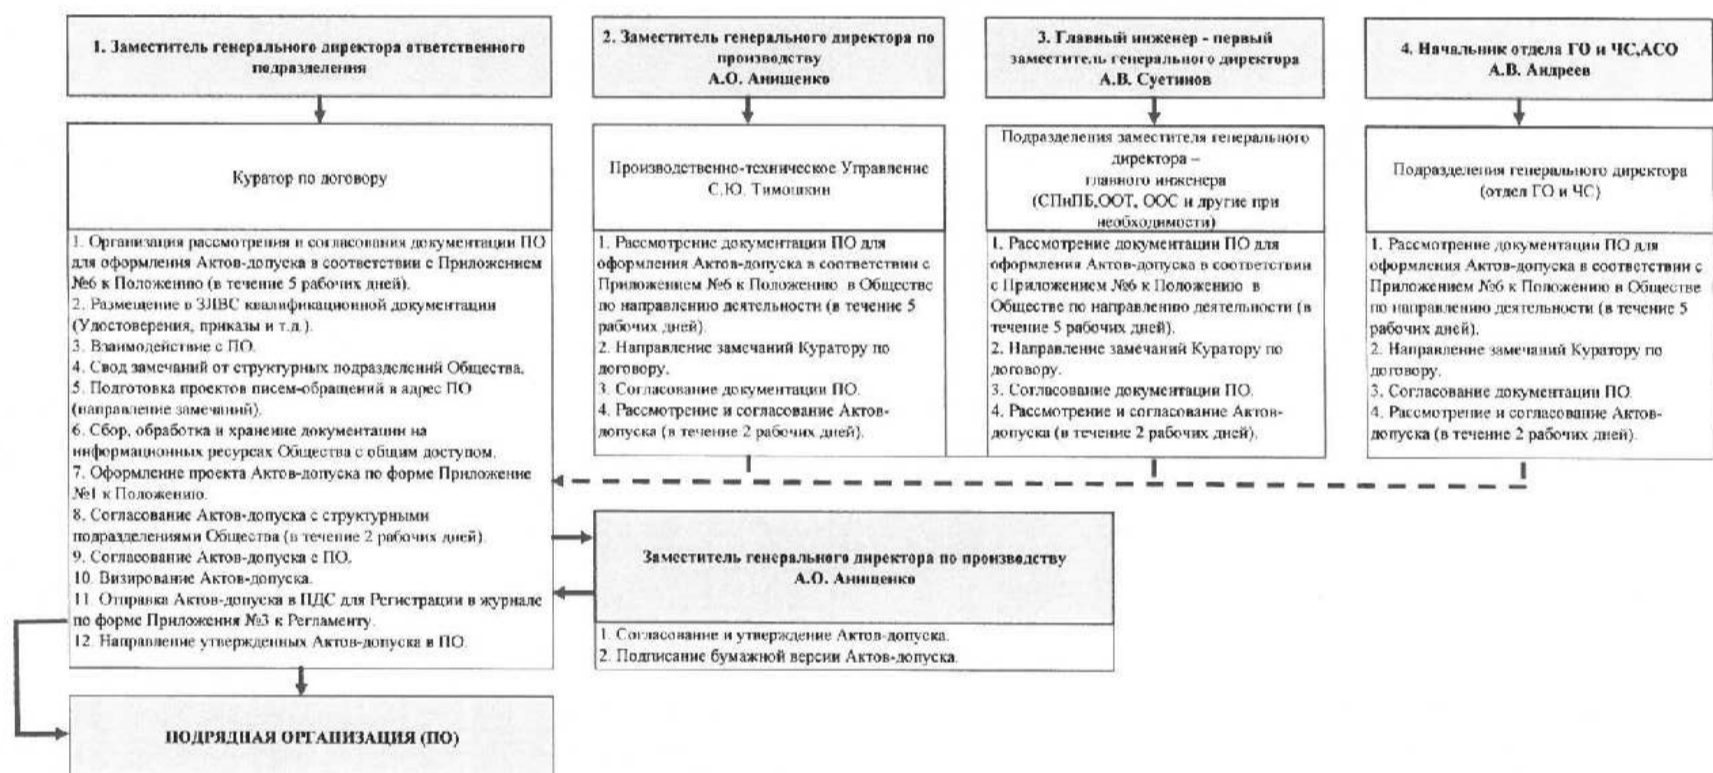 1. Заместитель генерального директора ответственного
подразделения
2. Заместитель генерального директора по
производству
А.О. Анищенко
3. Главный инженер - первый
заместитель генерального директора
А.В. Суетинов
4. Начальник отдела ГО и ЧС,АСО
А.В. Андреев
Куратор по договору
Производственно-техническое Управление
С.Ю. Тимошкин
Подразделения заместителя генерального
директора –
главного инженера
(СПиПБ,ООТ, ООС и другие при
необходимости)
Подразделения генерального директора
(отдел ГО и ЧС)
1. Организация рассмотрения и согласования документации ПО
для оформления Актов-допуска в соответствии с Приложением
№6 к Положению (в течение 5 рабочих дней).
2. Размещение в ЗЛВС квалификационной документации
(Удостоверения, приказы и т.д.).
3. Взаимодействие с ПО.
4. Свод замечаний от структурных подразделений Общества.
5. Подготовка проектов писем-обращений в адрес ПО
(направление замечаний).
6. Сбор, обработка и хранение документации на
информационных ресурсах Общества с общим доступом.
7. Оформление проекта Актов-допуска по форме Приложение
№1 к Положению.
8. Согласование Актов-допуска с структурными
подразделениями Общества (в течение 2 рабочих дней).
9. Согласование Актов-допуска с ПО.
10. Визирование Актов-допуска.
11. Отправка Актов-допуска в ПДС для Регистрации в журнале
по форме Приложения №3 к Регламенту.
12. Направление утвержденных Актов-допуска в ПО.
1. Рассмотрение документации ПО для
оформления Актов-допуска в соответствии с
Приложением №6 к Положению в Обществе
по направлению деятельности (в течение 5
рабочих дней).
2. Направление замечаний Куратору по
договору.
3. Согласование документации ПО.
4. Рассмотрение и согласование Актов-
допуска (в течение 2 рабочих дней).
1. Рассмотрение документации ПО для
оформления Актов-допуска в соответствии
с Приложением №6 к Положению в
Обществе по направлению деятельности (в
течение 5 рабочих дней).
2. Направление замечаний Куратору по
договору.
3. Согласование документации ПО.
4. Рассмотрение и согласование Актов-
допуска (в течение 2 рабочих дней).
1. Рассмотрение документации ПО для
оформления Актов-допуска в соответствии с
Приложением №6 к Положению в Обществе
по направлению деятельности (в течение 5
рабочих дней).
2. Направление замечаний Куратору по
договору.
3. Согласование документации ПО.
4. Рассмотрение и согласование Актов-
допуска (в течение 2 рабочих дней).
Заместитель генерального директора по производству
А.О. Анищенко
1. Согласование и утверждение Актов-допуска.
2. Подписание бумажной версии Актов-допуска.
ПОДРЯДНАЯ ОРГАНИЗАЦИЯ (ПО)